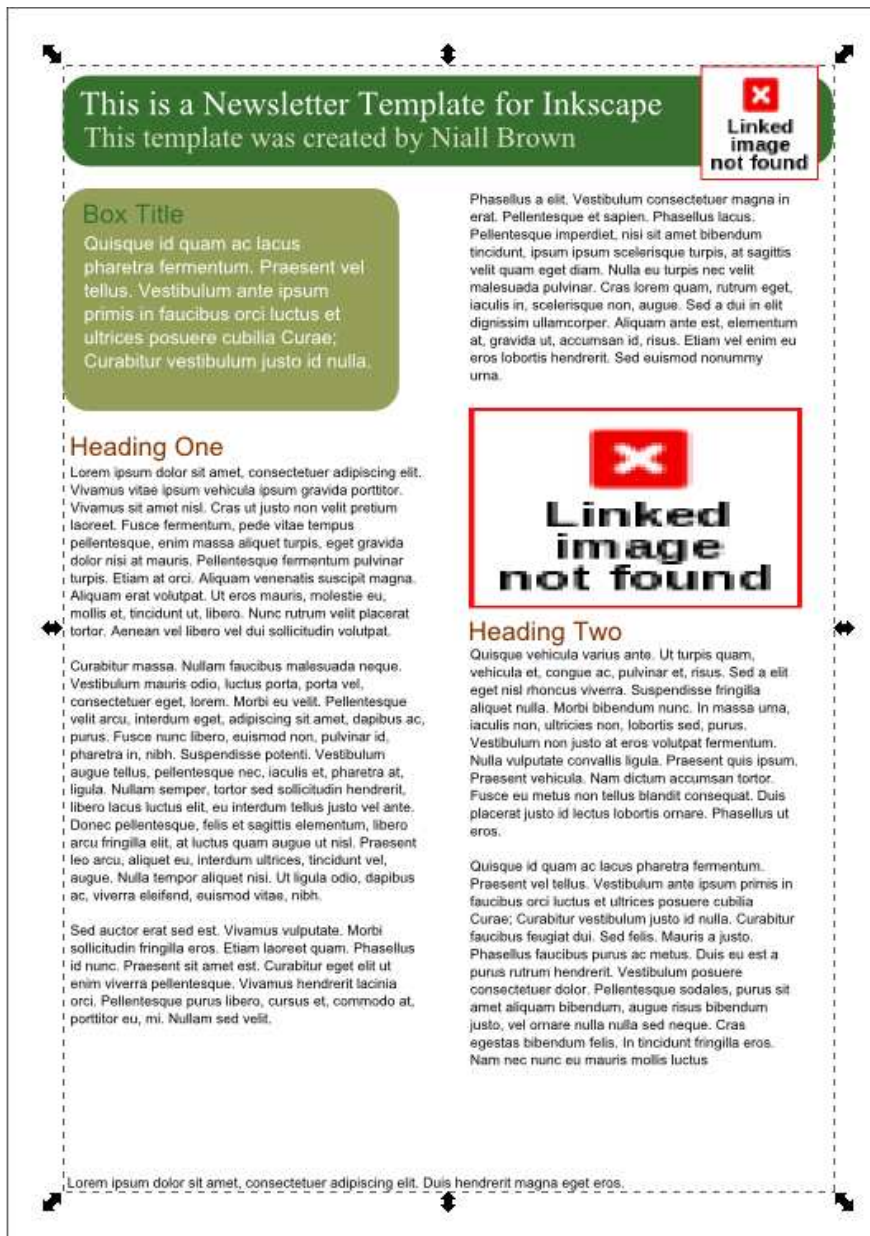 This is a Newsletter Template for Inkscape
This template was created by Niall Brown
Linked
image
not found
Box Title
Quisque id quam ac lacus
pharetra fermentum. Praesent vel
tellus. Vestibulum ante ipsum
primis in faucibus orci luctus et
ultrices posuere cubilia Curae;
Curabitur vestibulum justo id nulla.
Heading One
Lorem ipsum dolor sit amet, consectetuer adipiscing elit.
Vivamus vitae ipsum vehicula ipsum gravida porttitor.
Vivamus sit amet nisl. Cras ut justo non velit pretium
laoreet. Fusce fermentum, pede vitae tempus
pellentesque, enim massa aliquet turpis, eget gravida
dolor nisi at mauris. Pellentesque fermentum pulvinar
turpis. Etiam at orci. Aliquam venenatis suscipit magna.
Aliquam erat volutpat. Ut eros mauris, molestie eu,
mollis et, tincidunt ut, libero. Nunc rutrum velit placerat
tortor. Aenean vel libero vel dui sollicitudin volutpat.
Curabitur massa. Nullam faucibus malesuada neque.
Vestibulum mauris odio, luctus porta, porta vel,
consectetuer eget, lorem. Morbi eu velit. Pellentesque
velit arcu, interdum eget, adipiscing sit amet, dapibus ac,
purus. Fusce nunc libero, euismod non, pulvinar id,
pharetra in, nibh. Suspendisse potenti. Vestibulum
augue tellus, pellentesque nec, iaculis et, pharetra at,
ligula. Nullam semper, tortor sed sollicitudin hendrerit,
libero lacus luctus elit, eu interdum tellus justo vel ante.
Donec pellentesque, felis et sagittis elementum, libero
arcu fringilla elit, at luctus quam augue ut nisl. Praesent
leo arcu, aliquet eu, interdum ultrices, tincidunt vel,
augue. Nulla tempor aliquet nisi. Ut ligula odio, dapibus
ac, viverra eleifend, euismod vitae, nibh.
Sed auctor erat sed est. Vivamus vulputate. Morbi
sollicitudin fringilla eros. Etiam laoreet quam. Phasellus
id nunc. Praesent sit amet est. Curabitur eget elit ut
enim viverra pellentesque. Vivamus hendrerit lacinia
orci. Pellentesque purus libero, cursus et, commodo at,
porttitor eu, mi. Nullam sed velit.
Phasellus a elit. Vestibulum consectetuer magna in
erat. Pellentesque et sapien. Phasellus lacus.
Pellentesque imperdiet, nisi sit amet bibendum
tincidunt, ipsum ipsum scelerisque turpis, at sagittis
velit quam eget diam. Nulla eu turpis nec velit
malesuada pulvinar. Cras lorem quam, rutrum eget,
iaculis in, scelerisque non, augue. Sed a dui in elit
dignissim ullamcorper. Aliquam ante est, elementum
at, gravida ut, accumsan id, risus. Etiam vel enim eu
eros lobortis hendrerit. Sed euismod nonummy
urna.
Linked
image
not found
Heading Two
Quisque vehicula varius ante. Ut turpis quam,
vehicula et, congue ac, pulvinar et, risus. Sed a elit
eget nisl rhoncus viverra. Suspendisse fringilla
aliquet nulla. Morbi bibendum nunc. In massa urna,
iaculis non, ultricies non, lobortis sed, purus.
Vestibulum non justo at eros volutpat fermentum.
Nulla vulputate convallis ligula. Praesent quis ipsum.
Praesent vehicula. Nam dictum accumsan tortor.
Fusce eu metus non tellus blandit consequat. Duis
placerat justo id lectus lobortis ornare. Phasellus ut
eros.
Quisque id quam ac lacus pharetra fermentum.
Praesent vel tellus. Vestibulum ante ipsum primis in
faucibus orci luctus et ultrices posuere cubilia
Curae; Curabitur vestibulum justo id nulla. Curabitur
faucibus feugiat dui. Sed felis. Mauris a justo.
Phasellus faucibus purus ac metus. Duis eu est a
purus rutrum hendrerit. Vestibulum posuere
consectetuer dolor. Pellentesque sodales, purus sit
amet aliquam bibendum, augue risus bibendum
justo, vel ornare nulla nulla sed neque. Cras
egestas bibendum felis. In tincidunt fringilla eros.
Nam nec nunc eu mauris mollis luctus
Lorem ipsum dolor sit amet, consectetuer adipiscing elit. Duis hendrerit magna eget eros.